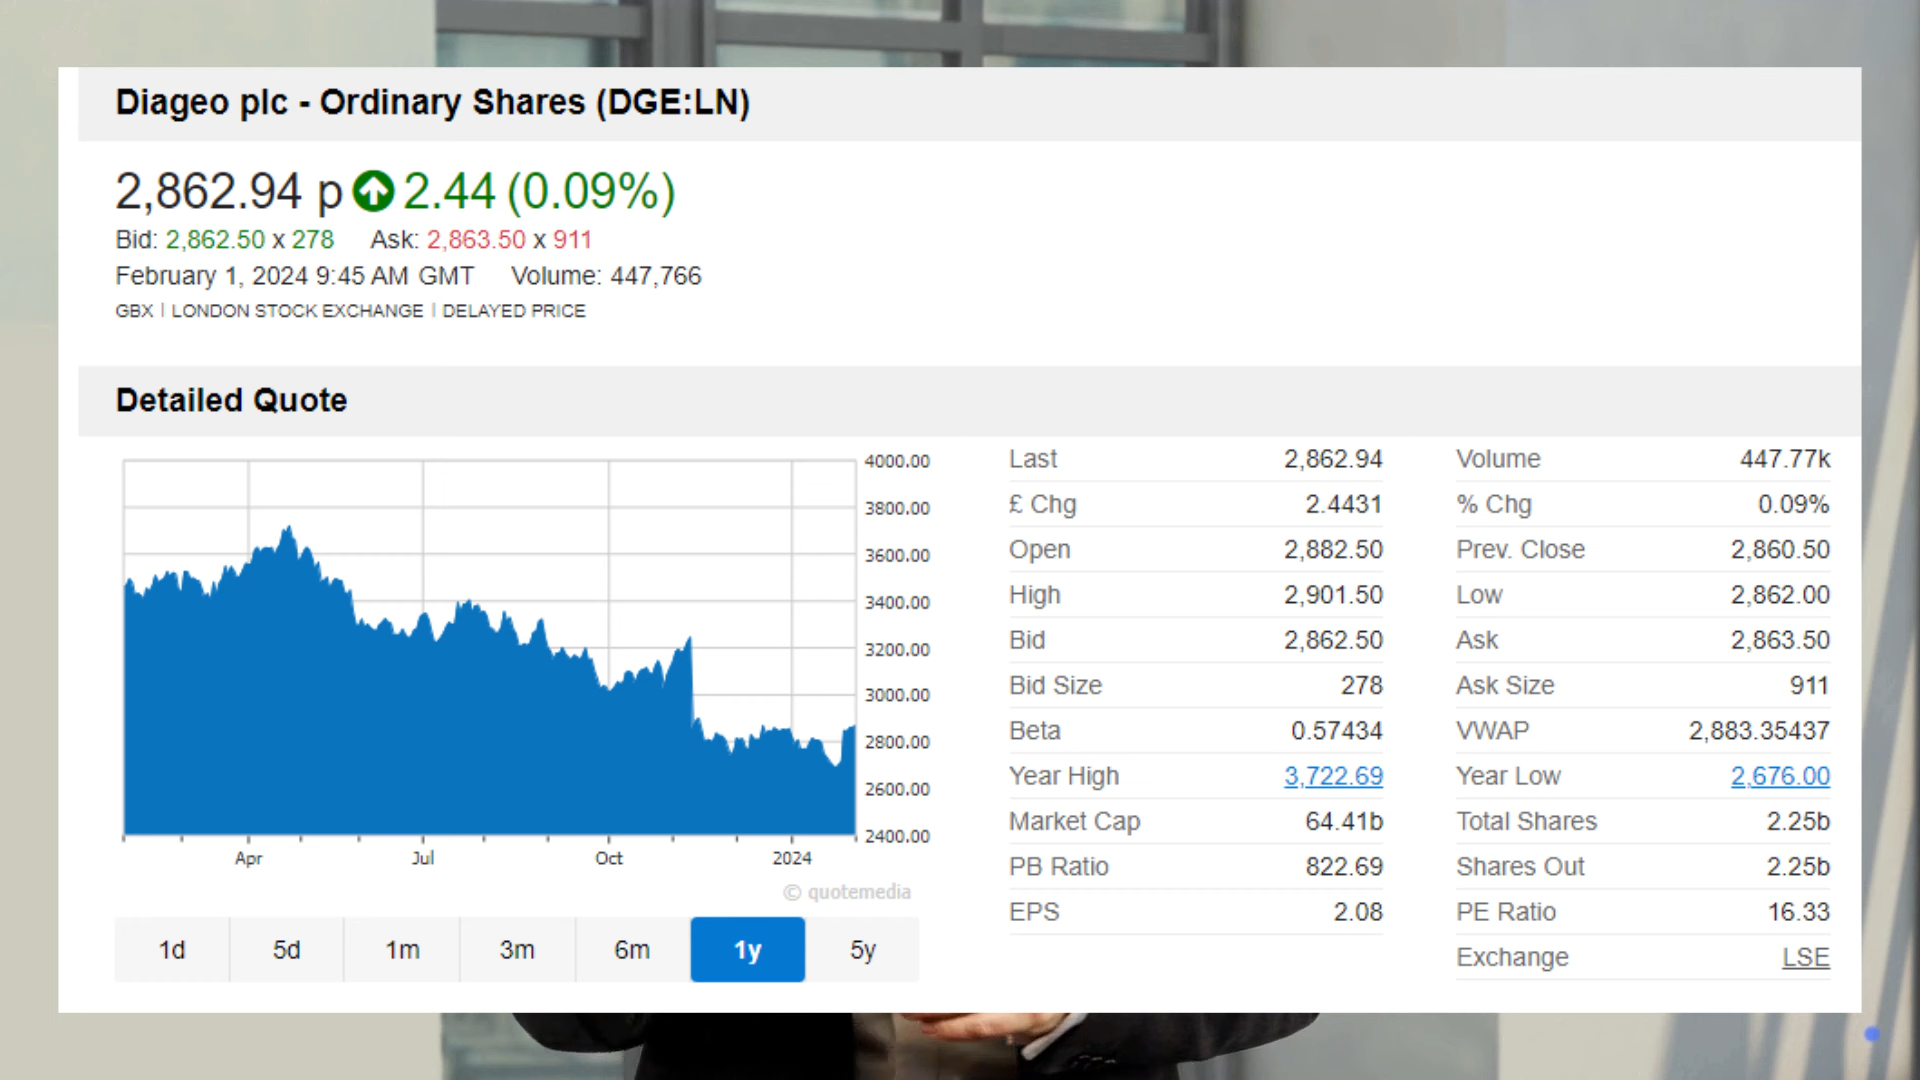 Diageo plc - Ordinary Shares (DGE:LN)
2,862.94 p 2.44 (0.09%)
Bid: 2,862.50 x 278 Ask: 2,863.50 x 911
February 1, 2024 9:45 AM GMT Volume: 447,766
GBX | LONDON STOCK EXCHANGE | DELAYED PRICE
Detailed Quote
4000.00
3800.00
3600.00
3400.00
3200.00
3000.00
2800.00
2600.00
2400.00
Apr Jul Oct 2024
© quotemedia
1d 5d 1m 3m 6m 1y 5y
Last 2,862.94 Volume 447.77k
£ Chg 2.4431 % Chg 0.09%
Open 2,882.50 Prev. Close 2,860.50
High 2,901.50 Low 2,862.00
Bid 2,862.50 Ask 2,863.50
Bid Size 278 Ask Size 911
Beta 0.57434 VWAP 2,883.35437
Year High 3,722.69 Year Low 2,676.00
Market Cap 64.41b Total Shares 2.25b
PB Ratio 822.69 Shares Out 2.25b
EPS 2.08 PE Ratio 16.33
Exchange LSE